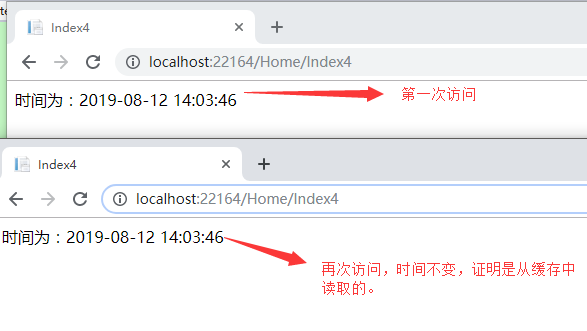 Index4
localhost:22164/Home/Index4
时间为：2019-08-12 14:03:46
第一次访问
Index4
localhost:22164/Home/Index4
时间为：2019-08-12 14:03:46
再次访问，时间不变，证明是从缓存中
读取的。